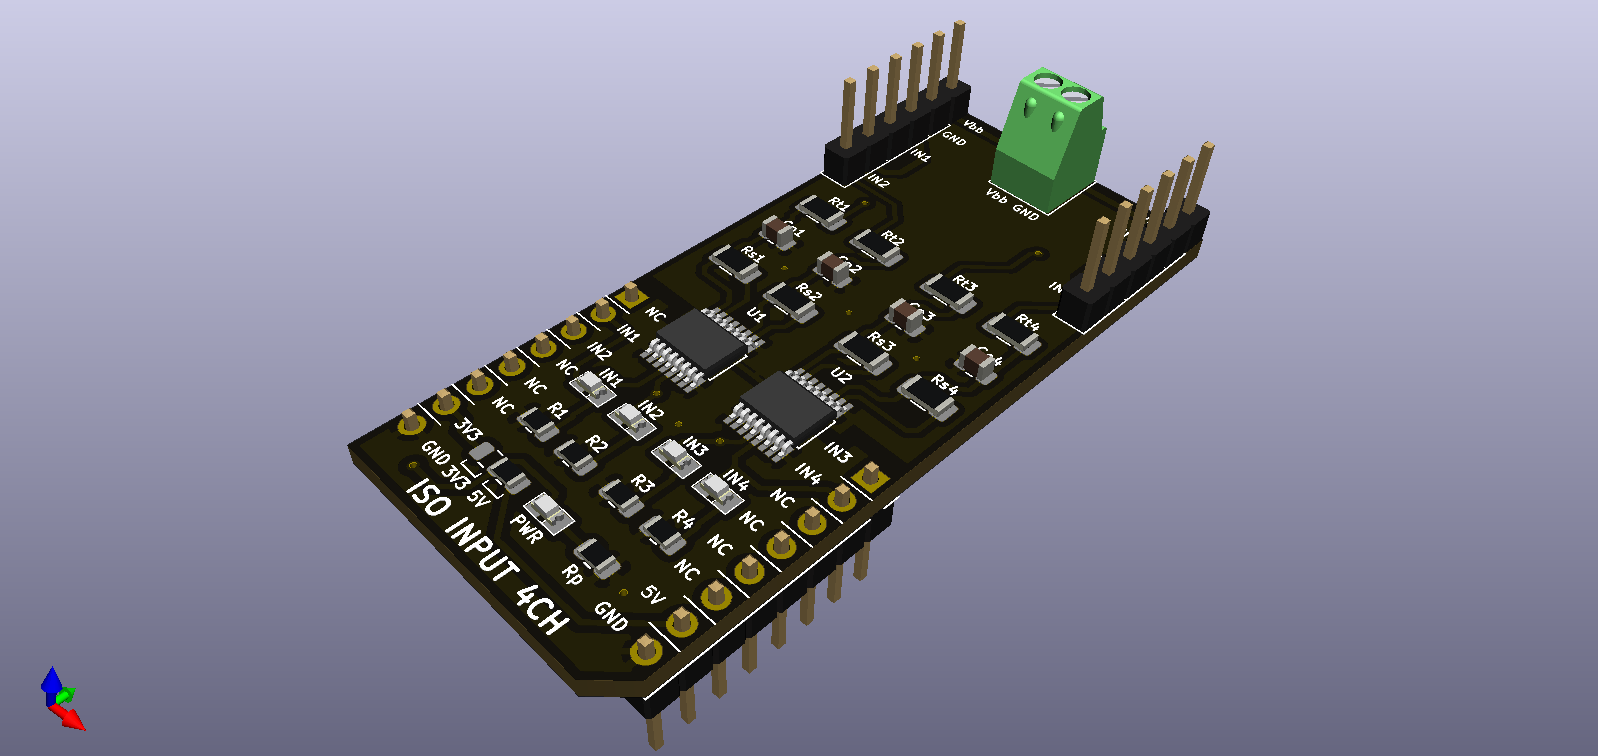 Vbb
GND
IN1
IN2
Vbb GND
Rt1
Rt2
Rt3
Rt4
Rs1
Rs2
Rs3
Rs4
U1
U2
NC
IN1
IN2
NC
NC
NC
3V3
GND
IN1
IN2
IN3
IN4
R1
R2
R3
R4
3V3
5V
PWR
Rp
IN3
IN4
NC
NC
NC
NC
5V
GND
ISO INPUT 4CH